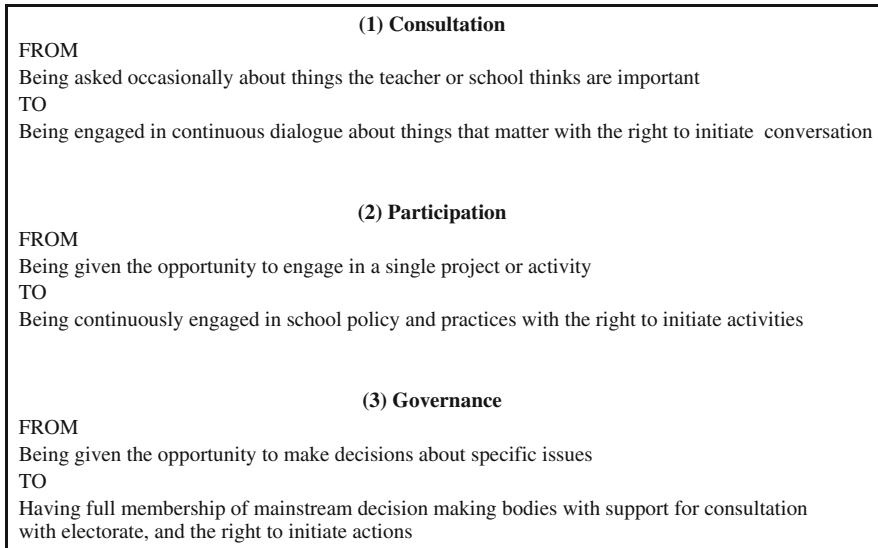 (1) Consultation
FROM
Being asked occasionally about things the teacher or school thinks are important
TO
Being engaged in continuous dialogue about things that matter with the right to initiate conversation
(2) Participation
FROM
Being given the opportunity to engage in a single project or activity
TO
Being continuously engaged in school policy and practices with the right to initiate activities
(3) Governance
FROM
Being given the opportunity to make decisions about specific issues
TO
Having full membership of mainstream decision making bodies with support for consultation
with electorate, and the right to initiate actions